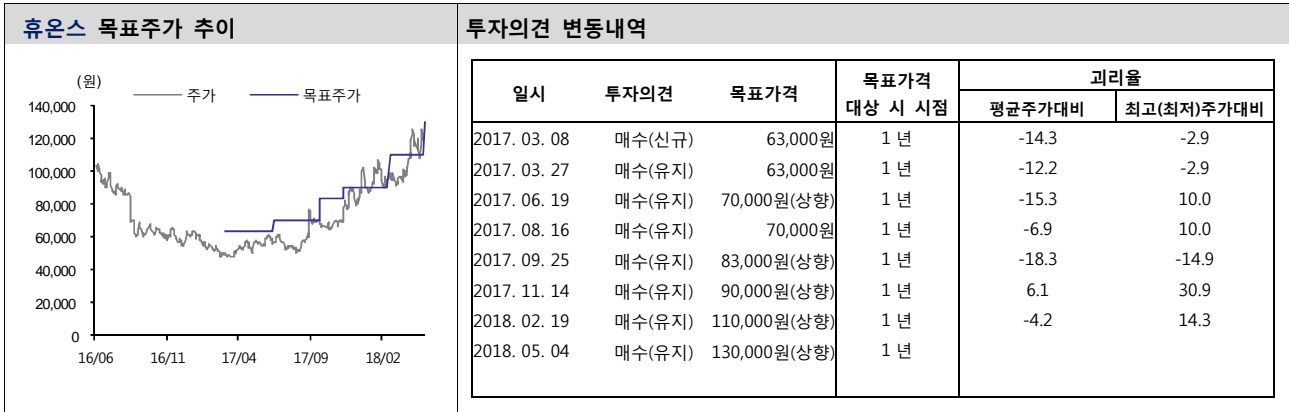 휴온스 목표주가 추이
(원)
주가 목표주가
140,000
120,000
100,000
80,000
60,000
40,000
20,000
0
16/06 16/11 17/04 17/09 18/02
투자의견 변동내역
일시 투자의견 목표가격 목표가격 대상 시 시점 괴리율
평균주가대비 최고(최저)주가대비
2017. 03. 08 매수(신규) 63,000원 1 년 -14.3 -2.9
2017. 03. 27 매수(유지) 63,000원 1 년 -12.2 -2.9
2017. 06. 19 매수(유지) 70,000원(상향) 1 년 -15.3 10.0
2017. 08. 16 매수(유지) 70,000원 1 년 -6.9 10.0
2017. 09. 25 매수(유지) 83,000원(상향) 1 년 -18.3 -14.9
2017. 11. 14 매수(유지) 90,000원(상향) 1 년 6.1 30.9
2018. 02. 19 매수(유지) 110,000원(상향) 1 년 -4.2 14.3
2018. 05. 04 매수(유지) 130,000원(상향) 1 년